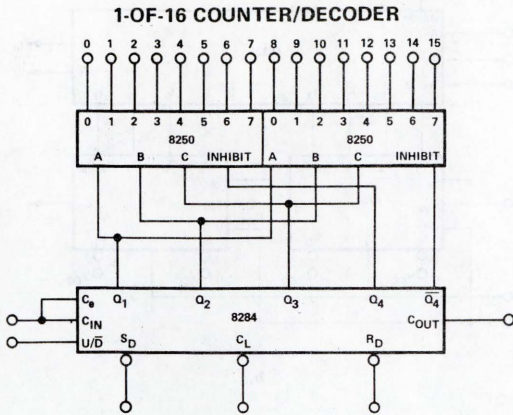 1-OF-16 COUNTER/DECODER
0 1 2 3 4 5 6 7 8 9 10 11 12 13 14 15
0 1 2 3 4 5 6 7 0 1 2 3 4 5 6 7
8250 8250
A B C INHIBIT A B C INHIBIT
Ce Q1 Q2 Q3 Q4 Q̅4̅
CIN 8284 COUT
U/D̅ SD CL RD